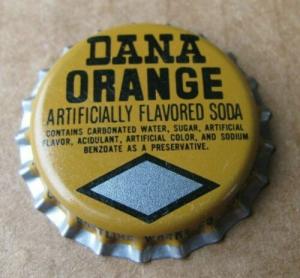 DANA
ORANGE
ARTIFICIALLY FLAVORED SODA
CONTAINS CARBONATED WATER, SUGAR, ARTIFICIAL
FLAVOR, ACIDULANT, ARTIFICIAL COLOR, AND SODIUM
BENZOATE AS A PRESERVATIVE.